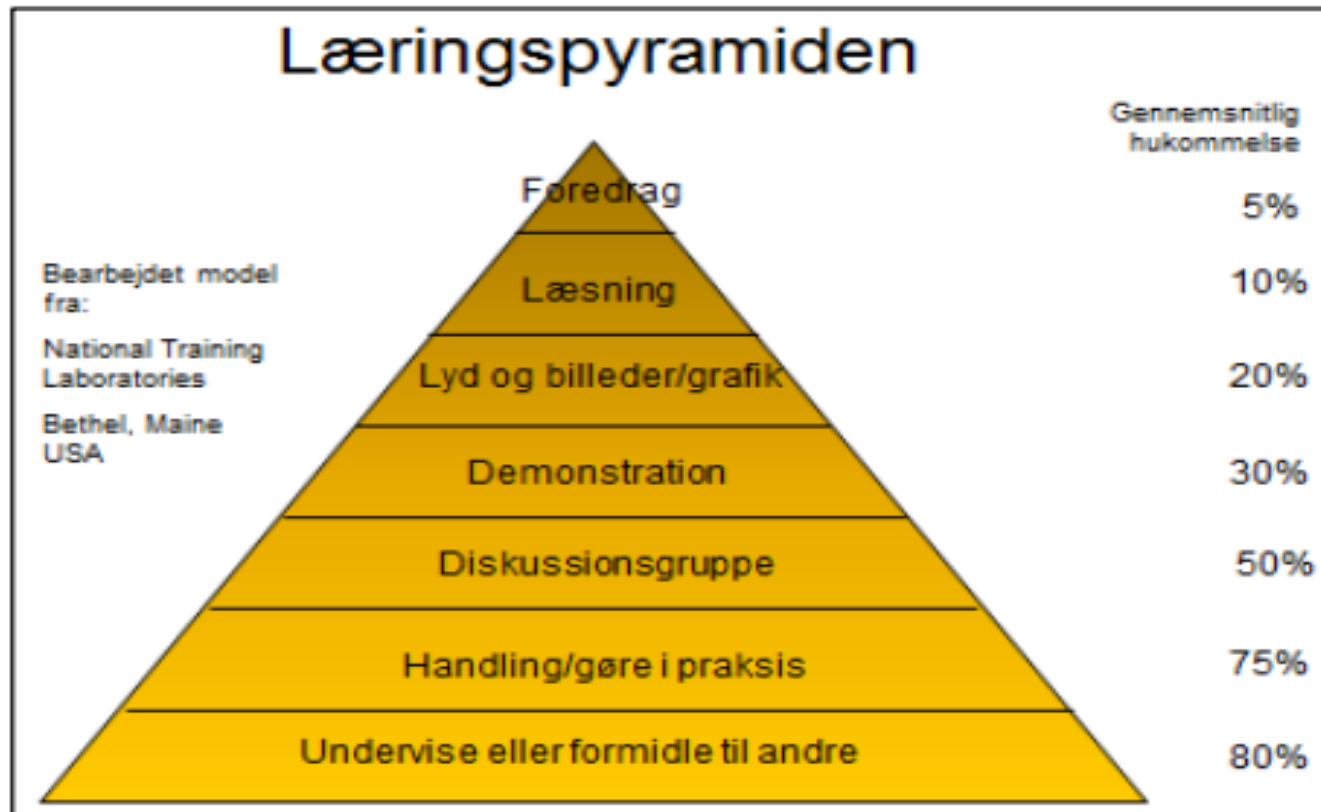 Læringspyramiden
Gennemsnitlig
hukommelse
Foredrag
5%
Læsning
10%
Lyd og billeder/grafik
20%
Demonstration
30%
Diskussionsgruppe
50%
Handling/gøre i praksis
75%
Undervise eller formidle til andre
80%
Bearbejdet model
fra:
National Training
Laboratories
Bethel, Maine
USA